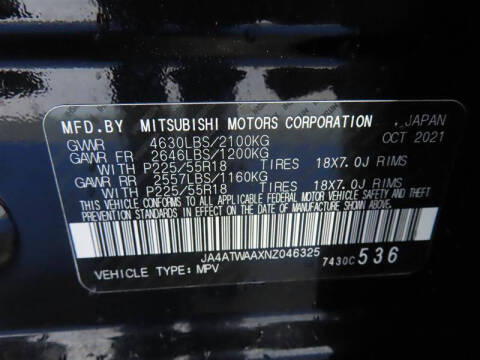 MFD.BY MITSUBISHI MOTORS CORPORATION , JAPAN
GVWR 4630LBS/2100KG OCT 2021
GAWR FR 2646LBS/1200KG
WITH P225/55R18 TIRES 18X7.0J RIMS
GAWR RR 2557LBS/1160KG
WITH P225/55R18 TIRES 18X7.0J RIMS
THIS VEHICLE CONFORMS TO ALL APPLICABLE FEDERAL MOTOR VEHICLE SAFETY AND THEFT
PREVENTION STANDARDS IN EFFECT ON THE DATE OF MANUFACTURE SHOWN ABOVE.
JA4ATWAAXNZ046325
VEHICLE TYPE: MPV 7430C 536